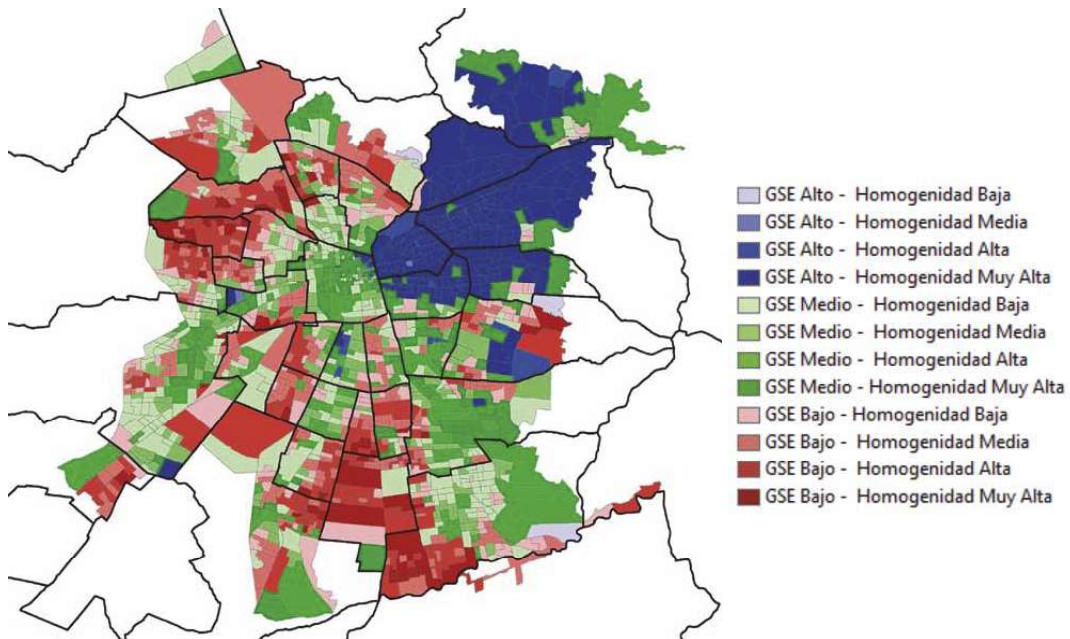 GSE Alto - Homogenidad Baja
GSE Alto - Homogenidad Media
GSE Alto - Homogenidad Alta
GSE Alto - Homogenidad Muy Alta
GSE Medio - Homogenidad Baja
GSE Medio - Homogenidad Media
GSE Medio - Homogenidad Alta
GSE Medio - Homogenidad Muy Alta
GSE Bajo - Homogenidad Baja
GSE Bajo - Homogenidad Media
GSE Bajo - Homogenidad Alta
GSE Bajo - Homogenidad Muy Alta